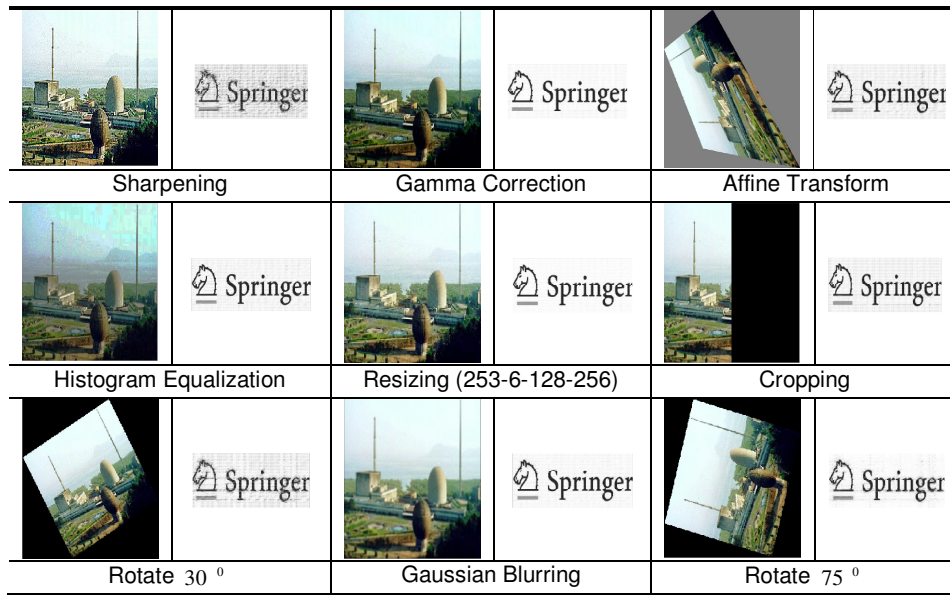 Springer
Springer
Springer
Sharpening
Gamma Correction
Affine Transform
Springer
Springer
Springer
Histogram Equalization
Resizing (253-6-128-256)
Cropping
Springer
Springer
Springer
Rotate 30 ⁰
Gaussian Blurring
Rotate 75 ⁰